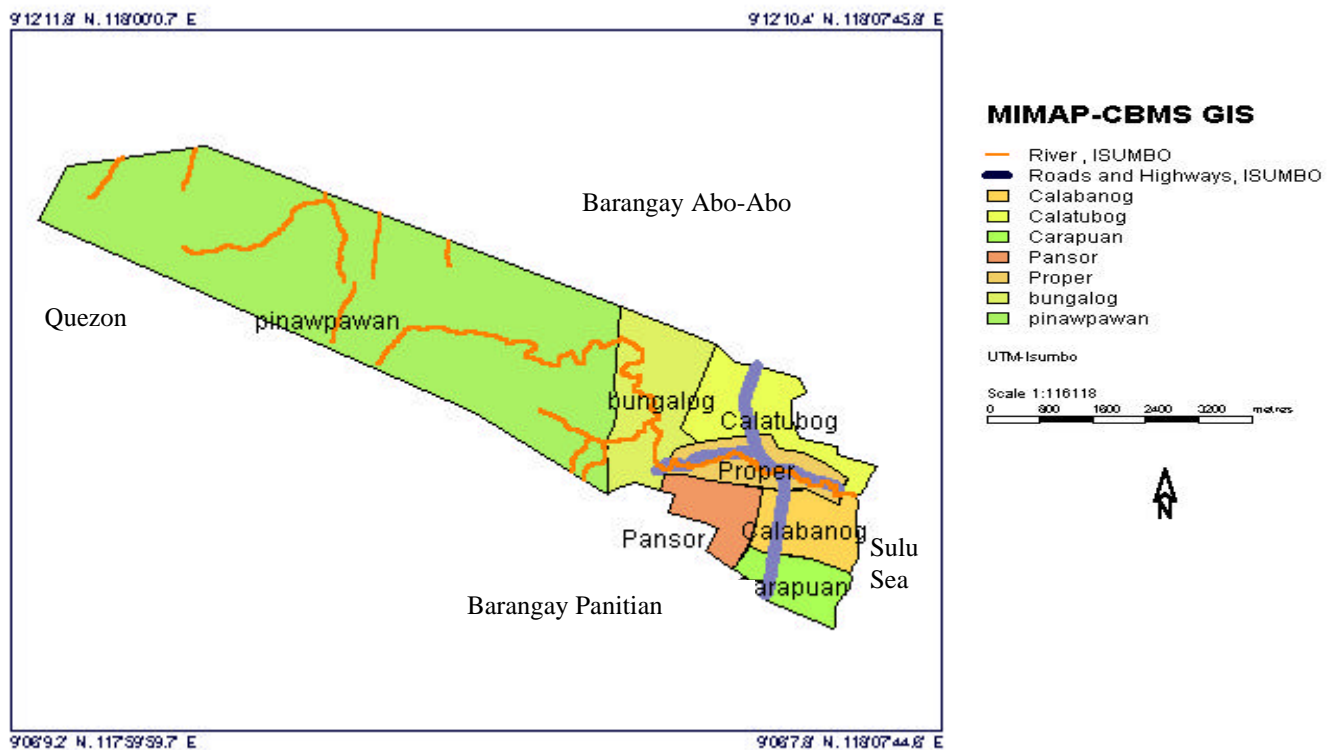 9°12'11.8" N. 118°00'0.7" E
9°12'10.4" N. 118°07'45.8" E
Barangay Abo-Abo
Quezon
pinawpawan
bungalog
Calatubog
Proper
Pansor
Calabanog
Sulu
Sea
arapuan
Barangay Panitian
9°06'9.2" N. 117°59'59.7" E
9°06'7.8" N. 118°07'44.6" E
MIMAP-CBMS GIS
River , ISUMBO
Roads and Highways, ISUMBO
Calabanog
Calatubog
Carapuan
Pansor
Proper
bungalog
pinawpawan
UTM-Isumbo
Scale 1:116118
0 800 1600 2400 3200 metres
N